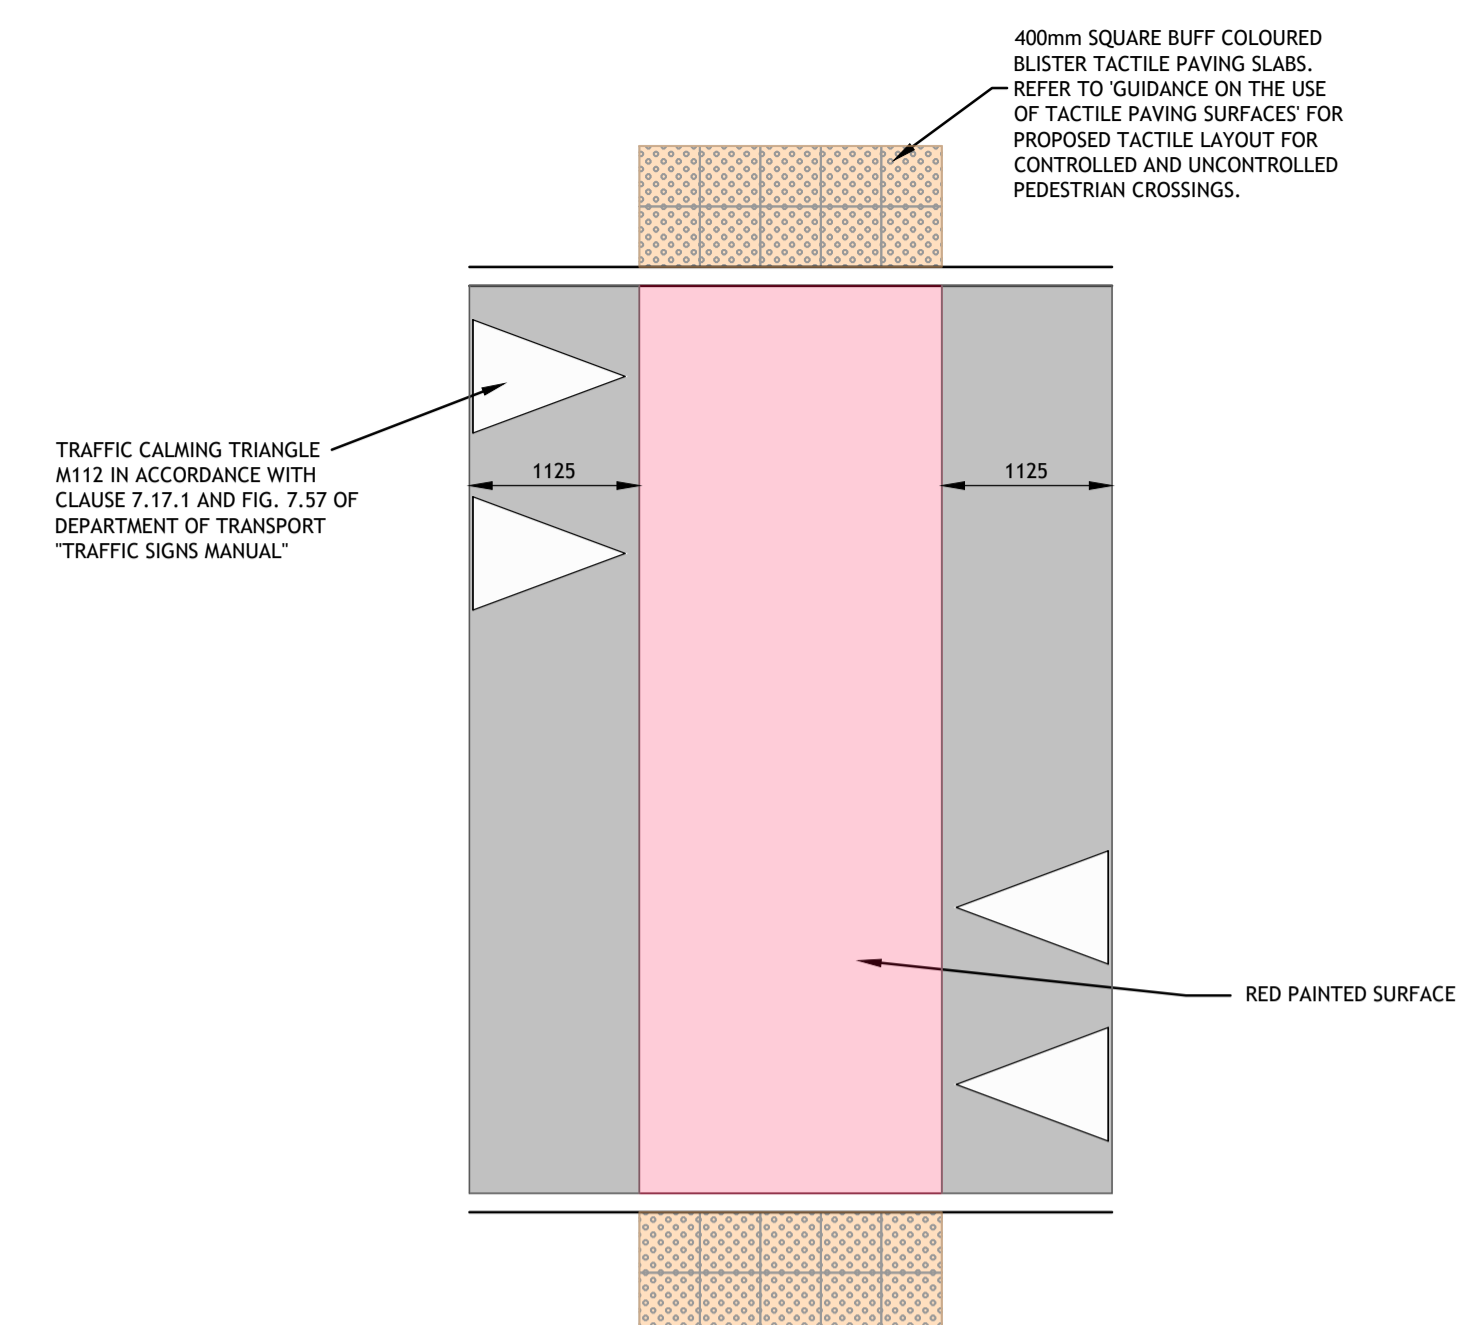 400mm SQUARE BUFF COLOURED
BLISTER TACTILE PAVING SLABS.
REFER TO 'GUIDANCE ON THE USE
OF TACTILE PAVING SURFACES' FOR
PROPOSED TACTILE LAYOUT FOR
CONTROLLED AND UNCONTROLLED
PEDESTRIAN CROSSINGS.
TRAFFIC CALMING TRIANGLE
M112 IN ACCORDANCE WITH
CLAUSE 7.17.1 AND FIG. 7.57 OF
DEPARTMENT OF TRANSPORT
"TRAFFIC SIGNS MANUAL"
1125
1125
RED PAINTED SURFACE